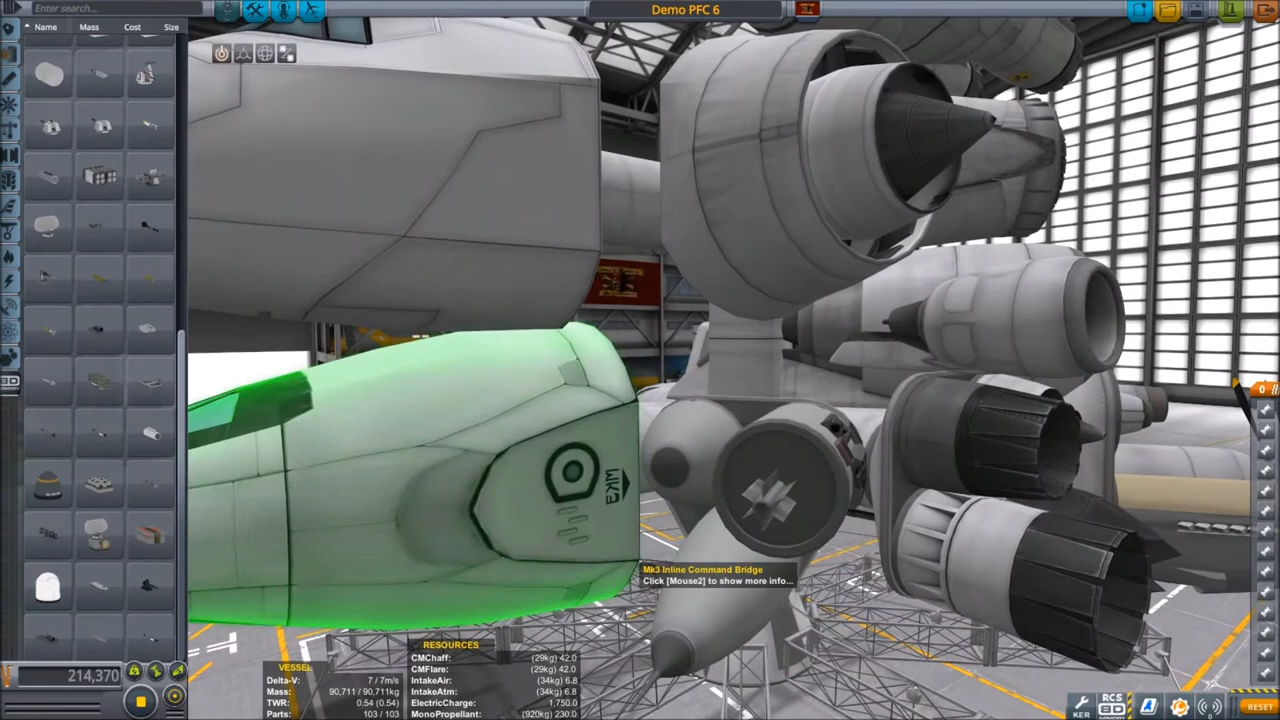 Enter search...
Demo PFC 6
Name Mass Cost Size
MK3
Mk3 Inline Command Bridge
Click [Mouse2] to show more info...
0 //
3D
214,370
VESSEL
Delta-V: 7 / 7m/s
Mass: 90,711 / 90,711kg
TWR: 0.54 (0.54)
Parts: 103 / 103
RESOURCES
CMChaff: (29kg) 42.0
CMFlare: (29kg) 42.0
IntakeAir: (34kg) 6.8
IntakeAtm: (34kg) 6.8
ElectricCharge: 1,750.0
MonoPropellant: (920kg) 230.0
KER
RCS
RESET